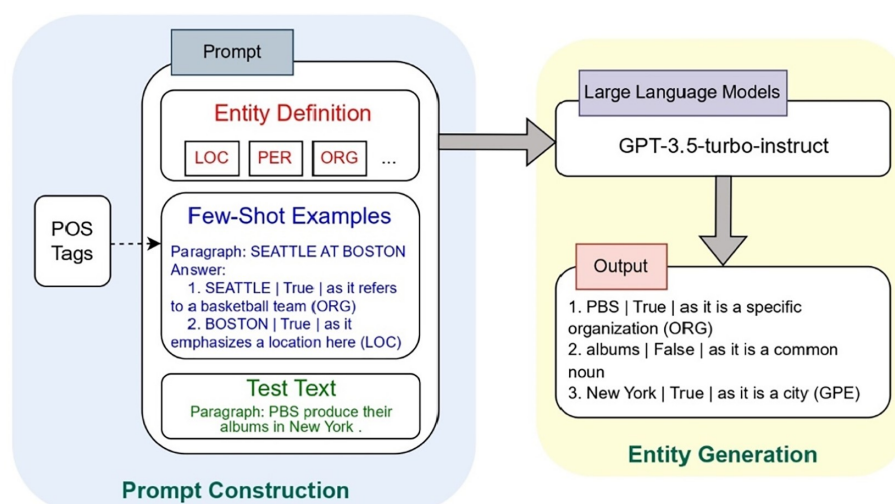 Prompt
Entity Definition
LOC PER ORG ...
POS
Tags
Few-Shot Examples
Paragraph: SEATTLE AT BOSTON
Answer:
1. SEATTLE | True | as it refers
to a basketball team (ORG)
2. BOSTON | True | as it
emphasizes a location here (LOC)
Test Text
Paragraph: PBS produce their
albums in New York .
Prompt Construction
Large Language Models
GPT-3.5-turbo-instruct
Output
1. PBS | True | as it is a specific
organization (ORG)
2. albums | False | as it is a common
noun
3. New York | True | as it is a city (GPE)
Entity Generation